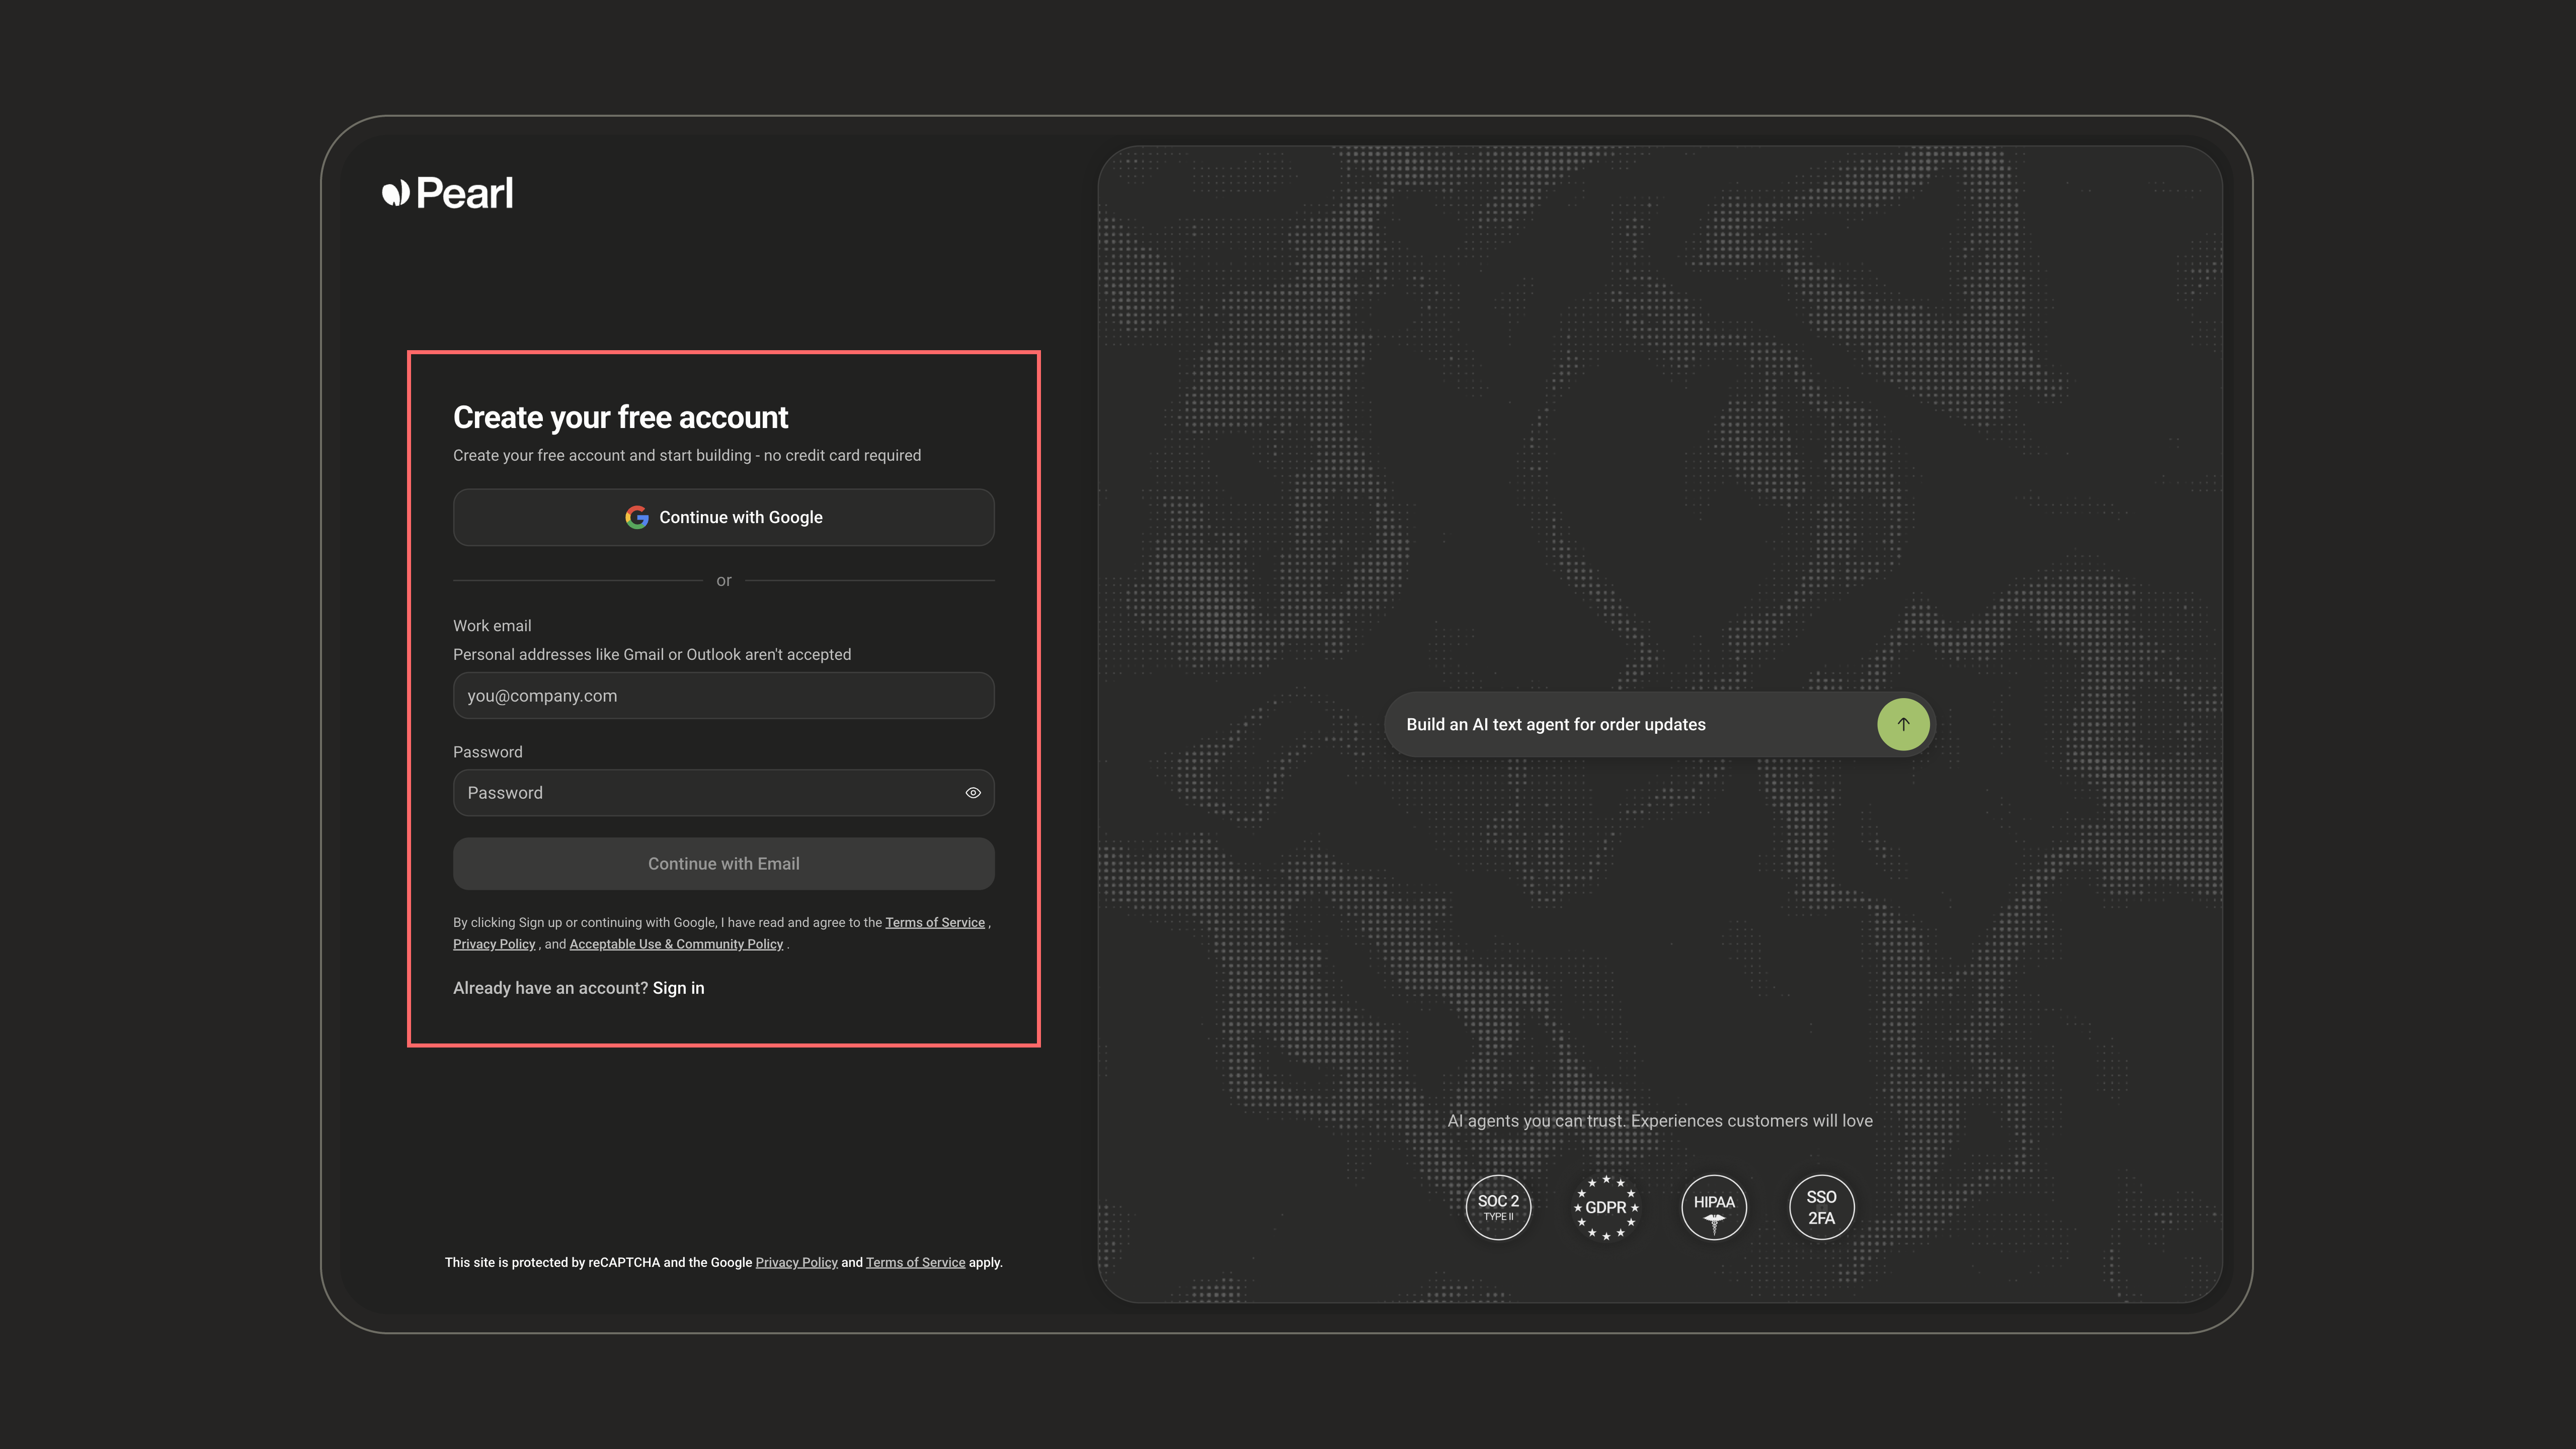 Pearl
Create your free account
Create your free account and start building - no credit card required
Continue with Google
or
Work email
Personal addresses like Gmail or Outlook aren't accepted
you@company.com
Password
Password
Continue with Email
By clicking Sign up or continuing with Google, I have read and agree to the Terms of Service ,
Privacy Policy , and Acceptable Use & Community Policy .
Already have an account? Sign in
This site is protected by reCAPTCHA and the Google Privacy Policy and Terms of Service apply.
Build an AI text agent for order updates
AI agents you can trust. Experiences customers will love
SOC 2
TYPE II
GDPR
HIPAA
SSO
2FA